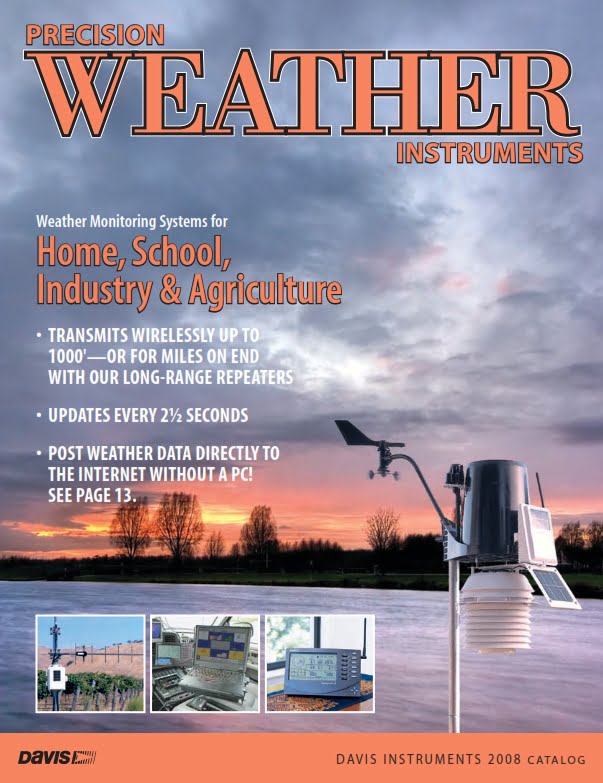 PRECISION
WEATHER
INSTRUMENTS
Weather Monitoring Systems for
Home, School,
Industry & Agriculture
• TRANSMITS WIRELESSLY UP TO
1000'—OR FOR MILES ON END
WITH OUR LONG-RANGE REPEATERS
• UPDATES EVERY 2½ SECONDS
• POST WEATHER DATA DIRECTLY TO
THE INTERNET WITHOUT A PC!
SEE PAGE 13.
DAVIS
DAVIS INSTRUMENTS 2008 CATALOG